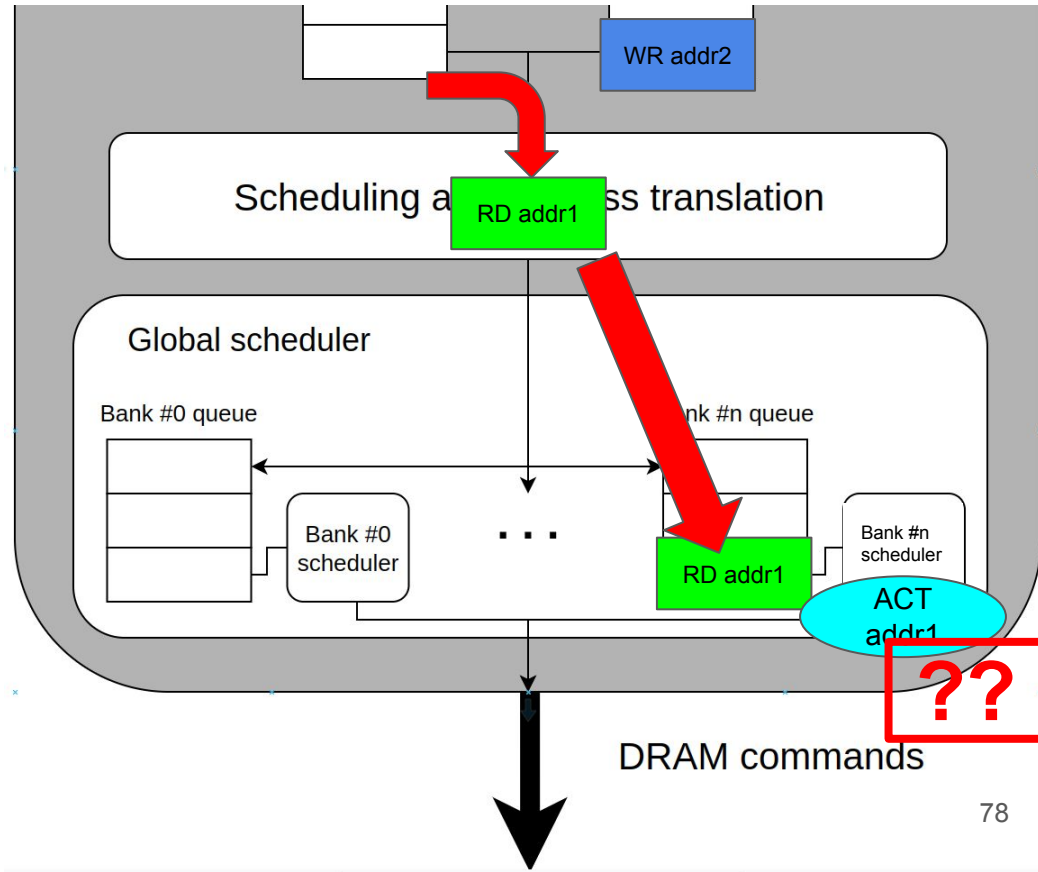 WR addr2
Scheduling a
RD addr1
ss translation
Global scheduler
Bank #0 queue
nk #n queue
Bank #0
scheduler
. . .
RD addr1
Bank #n
scheduler
ACT
addr1
??
DRAM commands
78